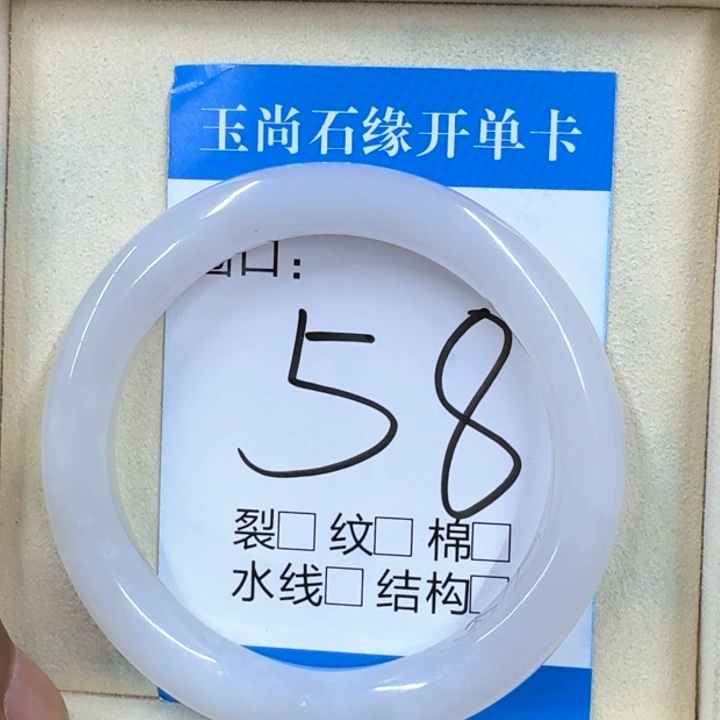 玉尚石缘开单卡
口：
58
裂□ 纹□ 棉□
水线□ 结构□